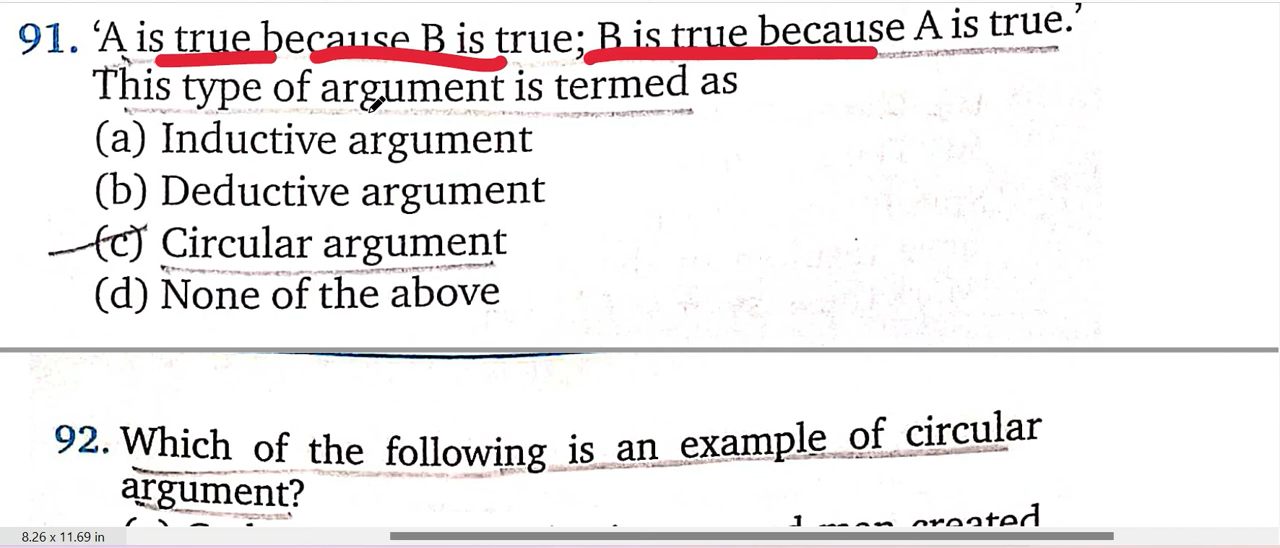 91. ‘A is true because B is true; B is true because A is true.’
This type of argument is termed as
(a) Inductive argument
(b) Deductive argument
(c) Circular argument
(d) None of the above
92. Which of the following is an example of circular
argument?
created
8.26 x 11.69 in